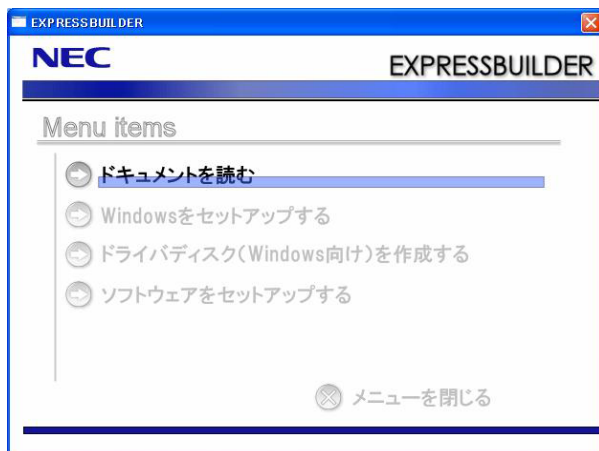 EXPRESSBUILDER
NEC
EXPRESSBUILDER
Menu items
ドキュメントを読む
Windowsをセットアップする
ドライバディスク(Windows向け)を作成する
ソフトウェアをセットアップする
メニューを閉じる